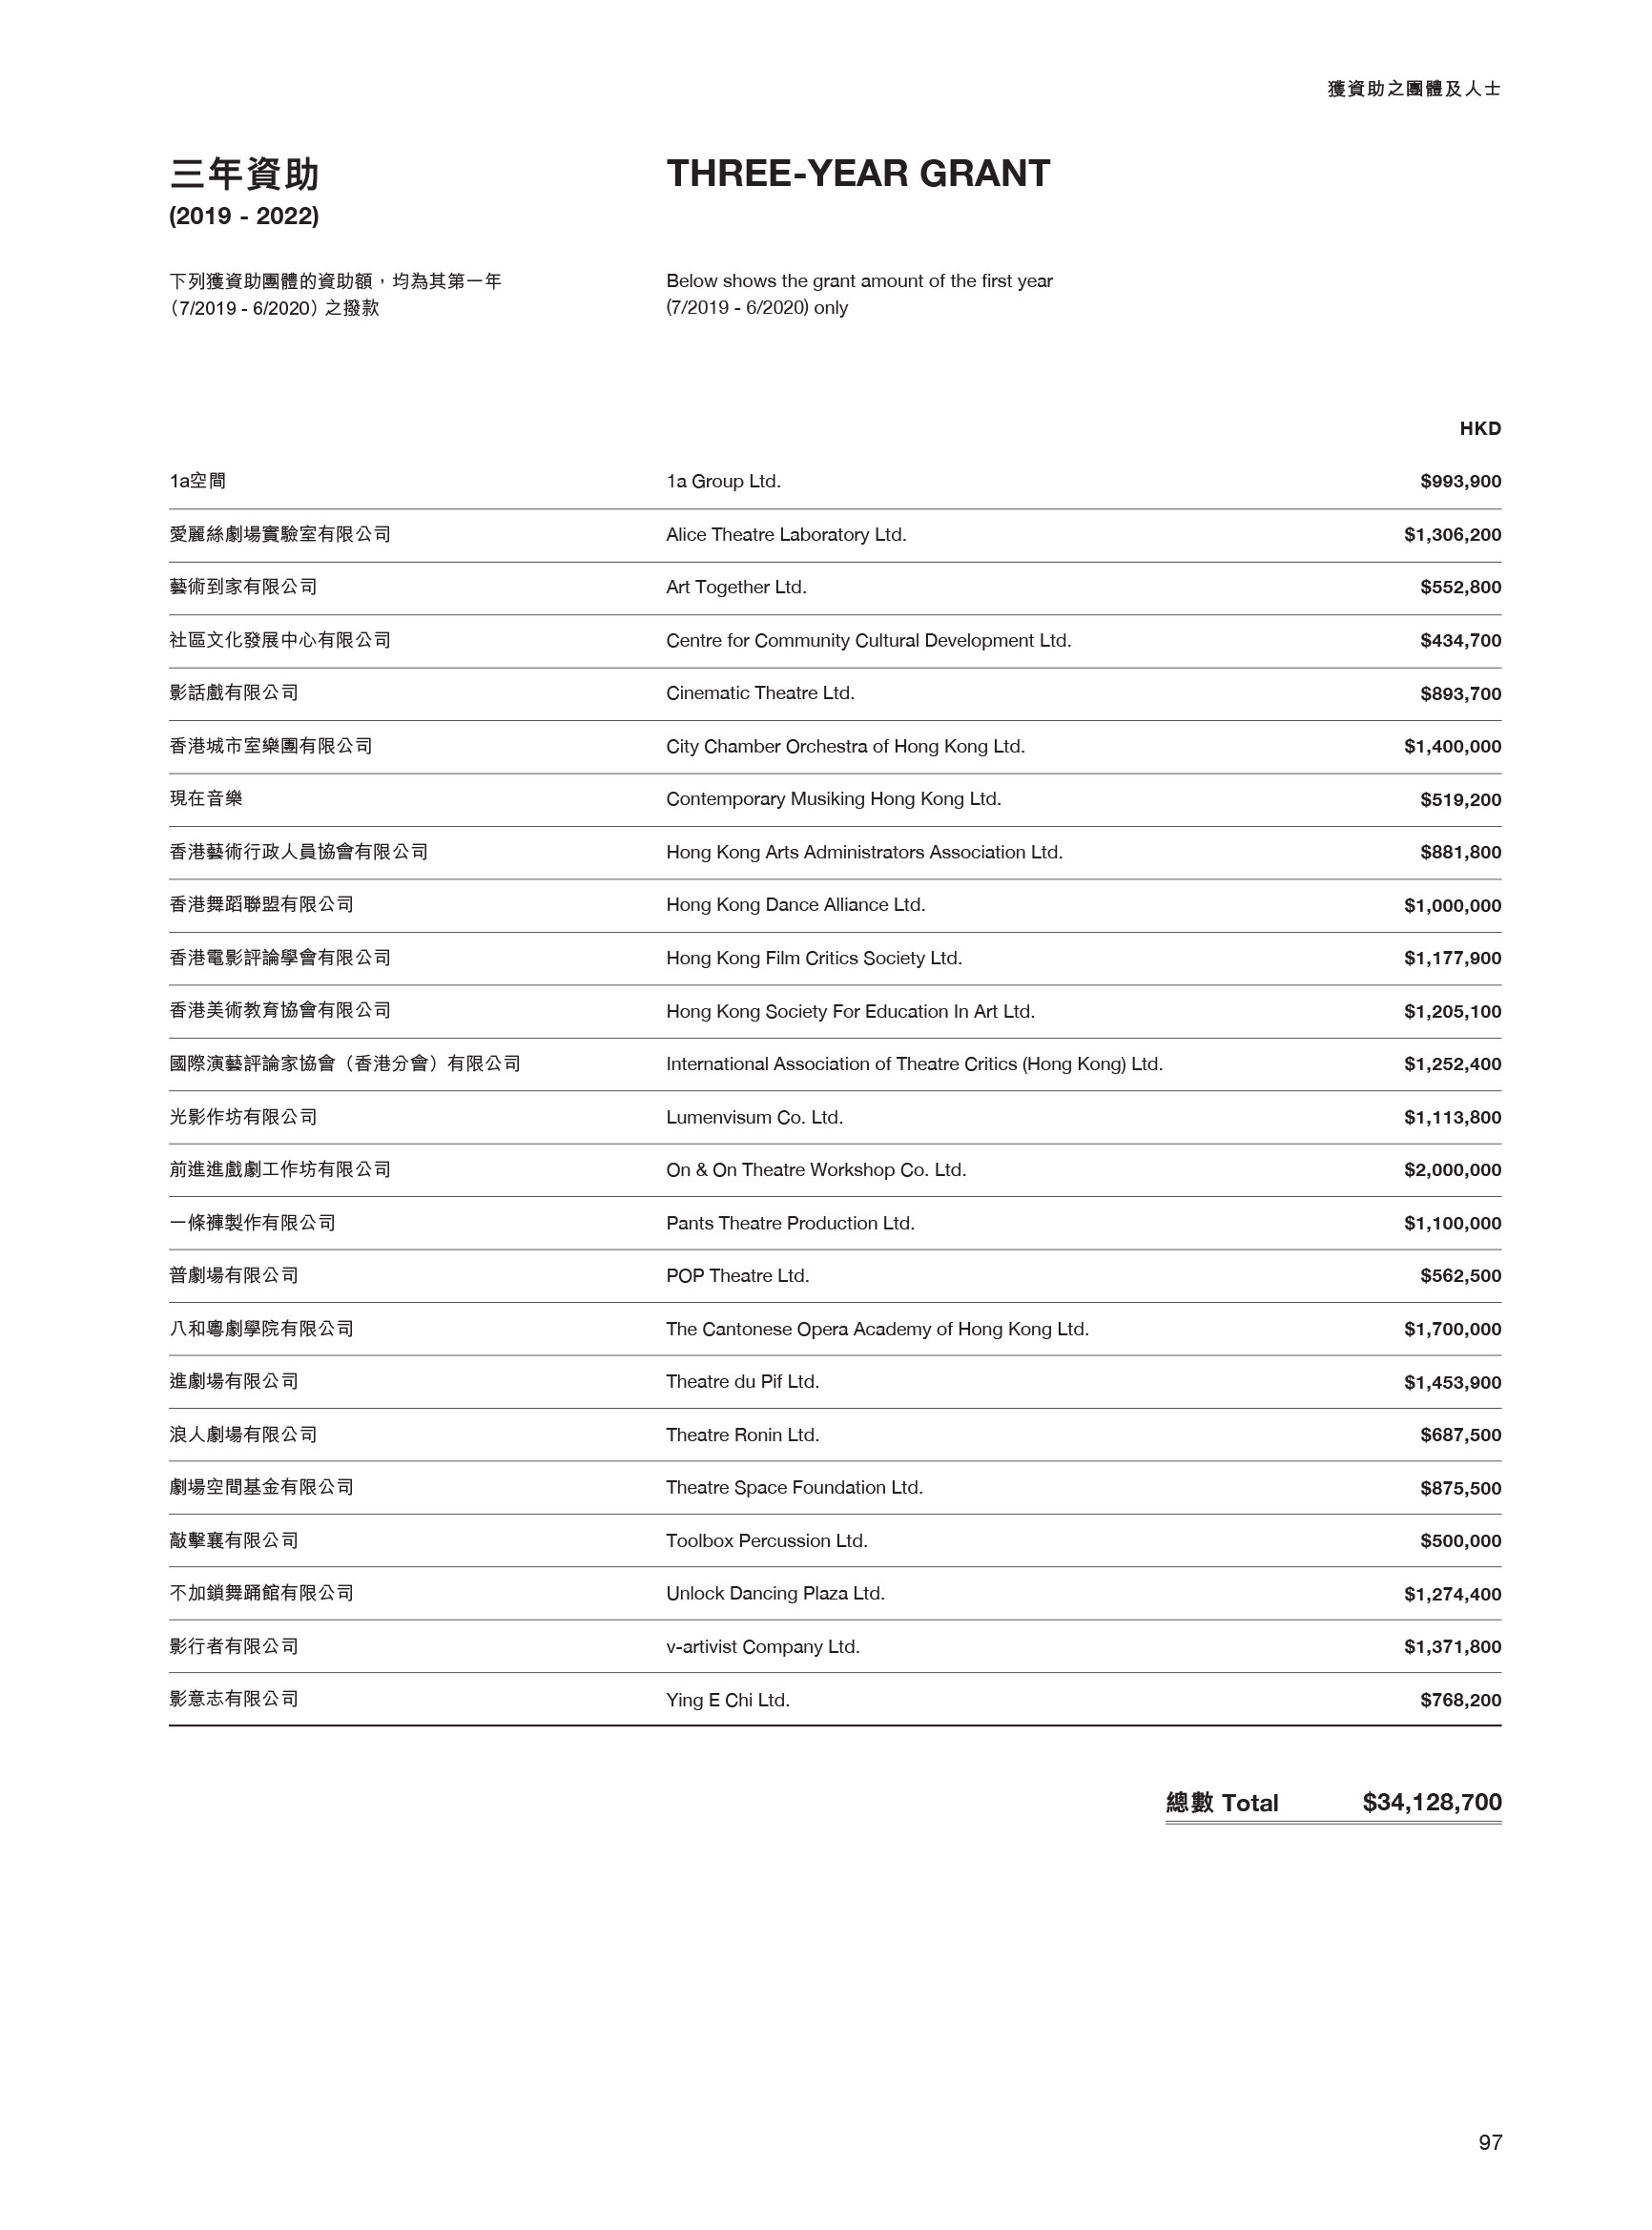 獲資助之團體及人士
三年資助 THREE-YEAR GRANT
(2019 - 2022)
下列獲資助團體的資助額，均為其第一年
（7/2019 - 6/2020）之撥款
Below shows the grant amount of the first year
(7/2019 - 6/2020) only
HKD
1a空間 1a Group Ltd. $993,900
愛麗絲劇場實驗室有限公司 Alice Theatre Laboratory Ltd. $1,306,200
藝術到家有限公司 Art Together Ltd. $552,800
社區文化發展中心有限公司 Centre for Community Cultural Development Ltd. $434,700
影話戲有限公司 Cinematic Theatre Ltd. $893,700
香港城市室樂團有限公司 City Chamber Orchestra of Hong Kong Ltd. $1,400,000
現在音樂 Contemporary Musiking Hong Kong Ltd. $519,200
香港藝術行政人員協會有限公司 Hong Kong Arts Administrators Association Ltd. $881,800
香港舞蹈聯盟有限公司 Hong Kong Dance Alliance Ltd. $1,000,000
香港電影評論學會有限公司 Hong Kong Film Critics Society Ltd. $1,177,900
香港美術教育協會有限公司 Hong Kong Society For Education In Art Ltd. $1,205,100
國際演藝評論家協會（香港分會）有限公司 International Association of Theatre Critics (Hong Kong) Ltd. $1,252,400
光影作坊有限公司 Lumenvisum Co. Ltd. $1,113,800
前進進戲劇工作坊有限公司 On & On Theatre Workshop Co. Ltd. $2,000,000
一條褲製作有限公司 Pants Theatre Production Ltd. $1,100,000
普劇場有限公司 POP Theatre Ltd. $562,500
八和粵劇學院有限公司 The Cantonese Opera Academy of Hong Kong Ltd. $1,700,000
進劇場有限公司 Theatre du Pif Ltd. $1,453,900
浪人劇場有限公司 Theatre Ronin Ltd. $687,500
劇場空間基金有限公司 Theatre Space Foundation Ltd. $875,500
敲擊襄有限公司 Toolbox Percussion Ltd. $500,000
不加鎖舞踊館有限公司 Unlock Dancing Plaza Ltd. $1,274,400
影行者有限公司 v-artivist Company Ltd. $1,371,800
影意志有限公司 Ying E Chi Ltd. $768,200
總數 Total $34,128,700
97